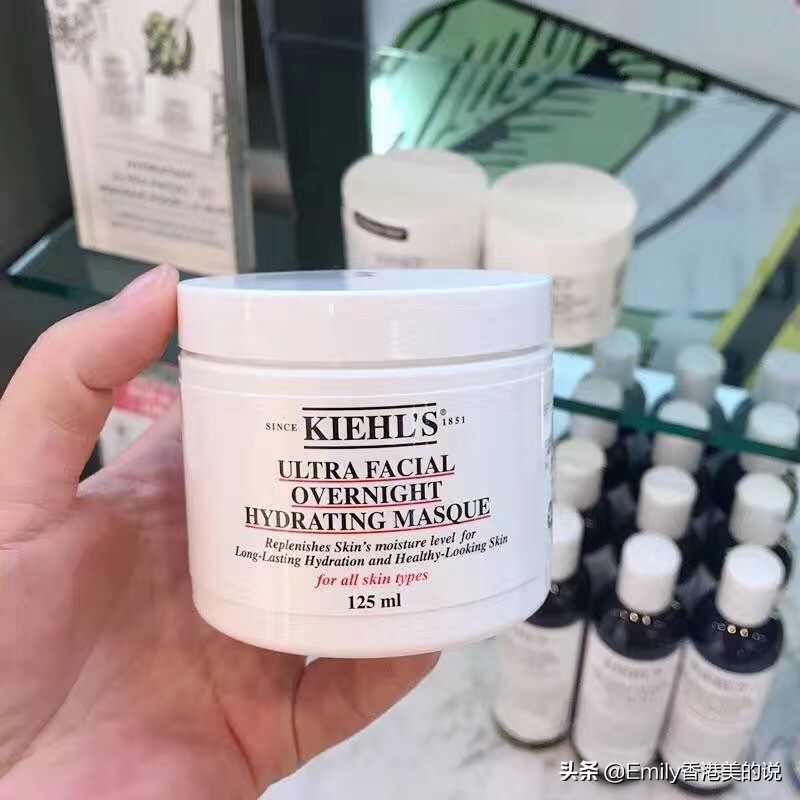 SINCE KIEHL'S® 1851
ULTRA FACIAL
OVERNIGHT
HYDRATING MASQUE
Replenishes Skin's moisture level for
Long-Lasting Hydration and Healthy-Looking Skin
for all skin types
125 ml
KIEHL'S
头条 @Emily香港美的说